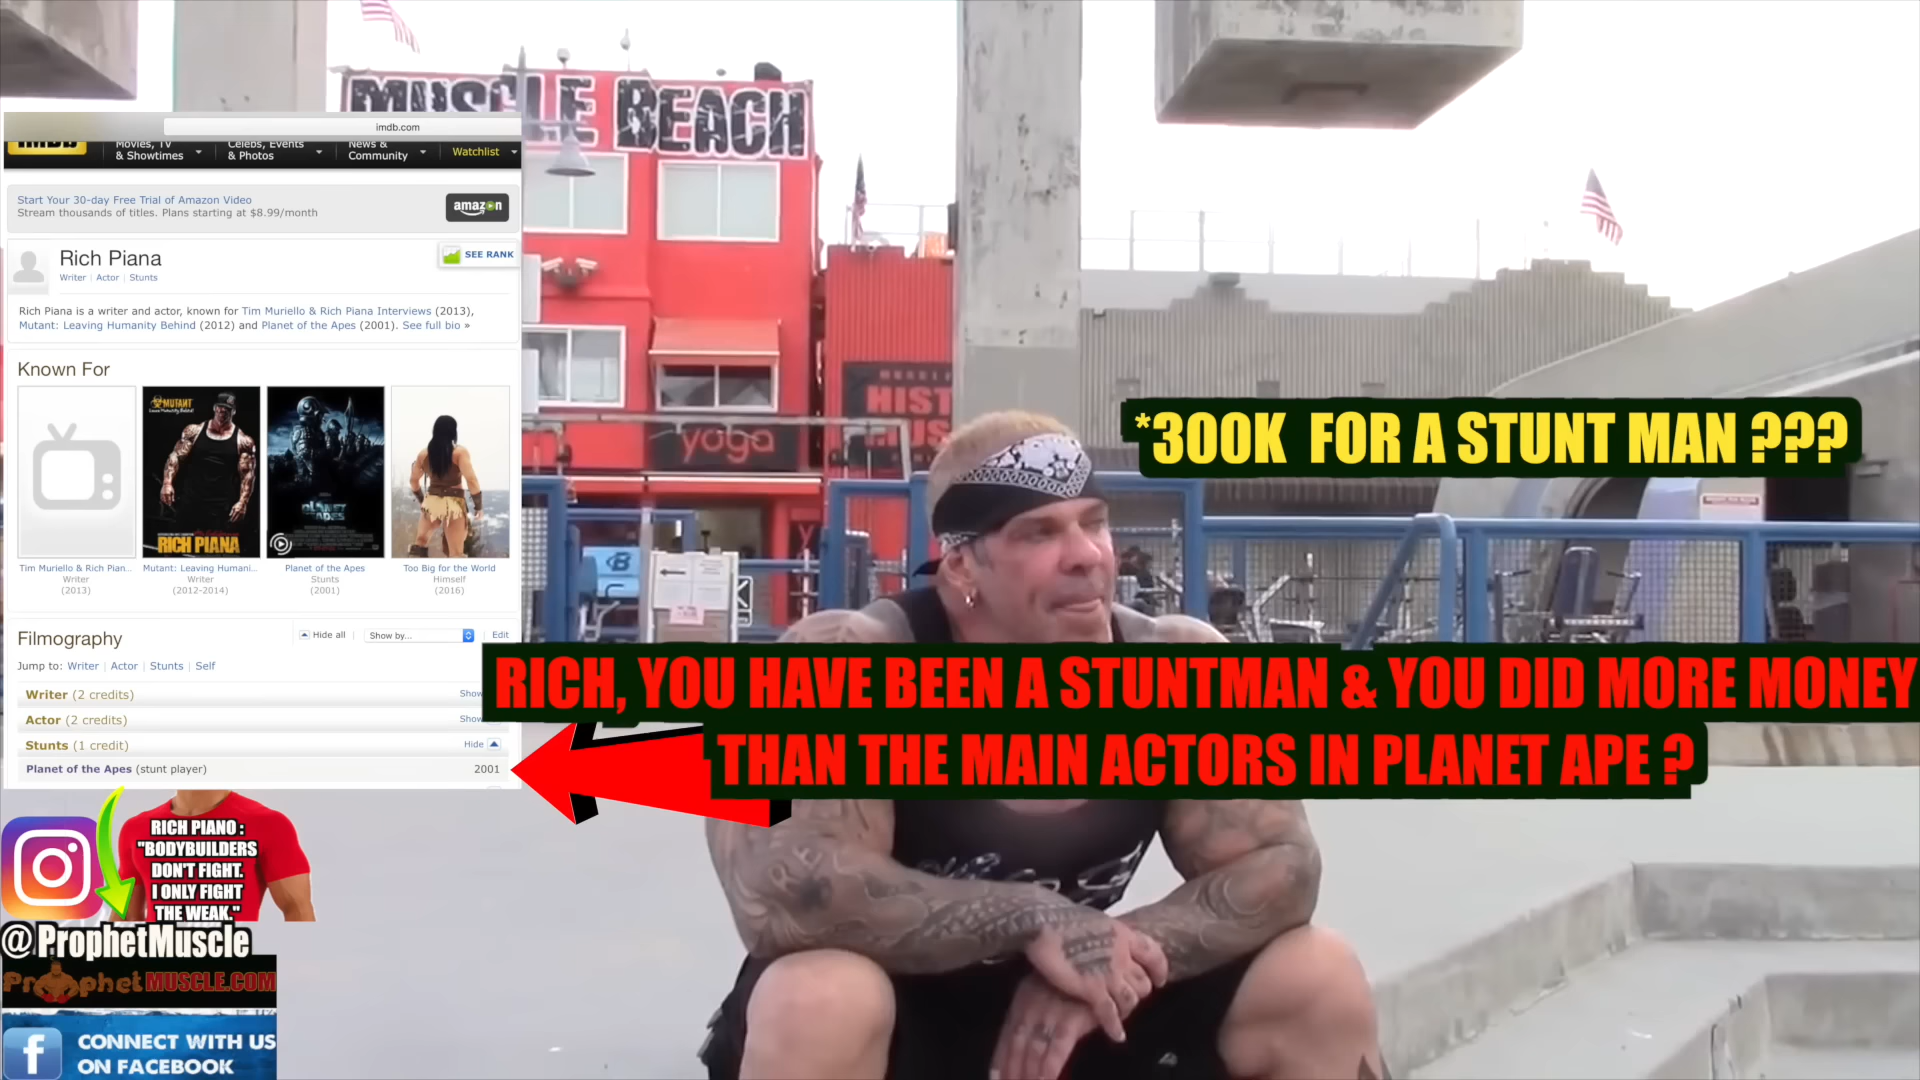 MUSCLE BEACH
imdb.com
IMDb
Movies, TV
& Showtimes
Celebs, Events
& Photos
News &
Community
Watchlist
Start Your 30-day Free Trial of Amazon Video
Stream thousands of titles. Plans starting at $8.99/month
amazon
Rich Piana
SEE RANK
Writer | Actor | Stunts
Rich Piana is a writer and actor, known for Tim Muriello & Rich Piana Interviews (2013),
Mutant: Leaving Humanity Behind (2012) and Planet of the Apes (2001). See full bio »
Known For
MUTANT
RICH PIANA
PLANET
APES
Tim Muriello & Rich Pian...
Writer
(2013)
Mutant: Leaving Humani...
Writer
(2012-2014)
Planet of the Apes
Stunts
(2001)
Too Big for the World
Himself
(2016)
Filmography
Hide all
Show by...
Edit
Jump to: Writer | Actor | Stunts | Self
Writer (2 credits)
Show
Actor (2 credits)
Show
Stunts (1 credit)
Hide
Planet of the Apes (stunt player)
2001
HIST
MUS
yoga
B
*300K FOR A STUNT MAN ???
RICH, YOU HAVE BEEN A STUNTMAN & YOU DID MORE MONEY
THAN THE MAIN ACTORS IN PLANET APE ?
RICH PIANO :
"BODYBUILDERS
DON'T FIGHT.
I ONLY FIGHT
THE WEAK."
@ProphetMuscle
ProphetMUSCLE.COM
f
CONNECT WITH US
ON FACEBOOK